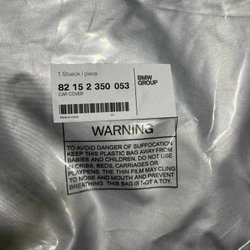 1 Stueck / piece
82 15 2 350 053
CAR COVER
BMW
GROUP
Made in China
WARNING
TO AVOID DANGER OF SUFFOCATION
KEEP THIS PLASTIC BAG AWAY FROM
BABIES AND CHILDREN. DO NOT USE
IN CRIBS, BEDS, CARRIAGES OR
PLAYPENS. THE THIN FILM MAY CLING
TO NOSE AND MOUTH AND PREVENT
BREATHING. THIS BAG IS NOT A TOY.